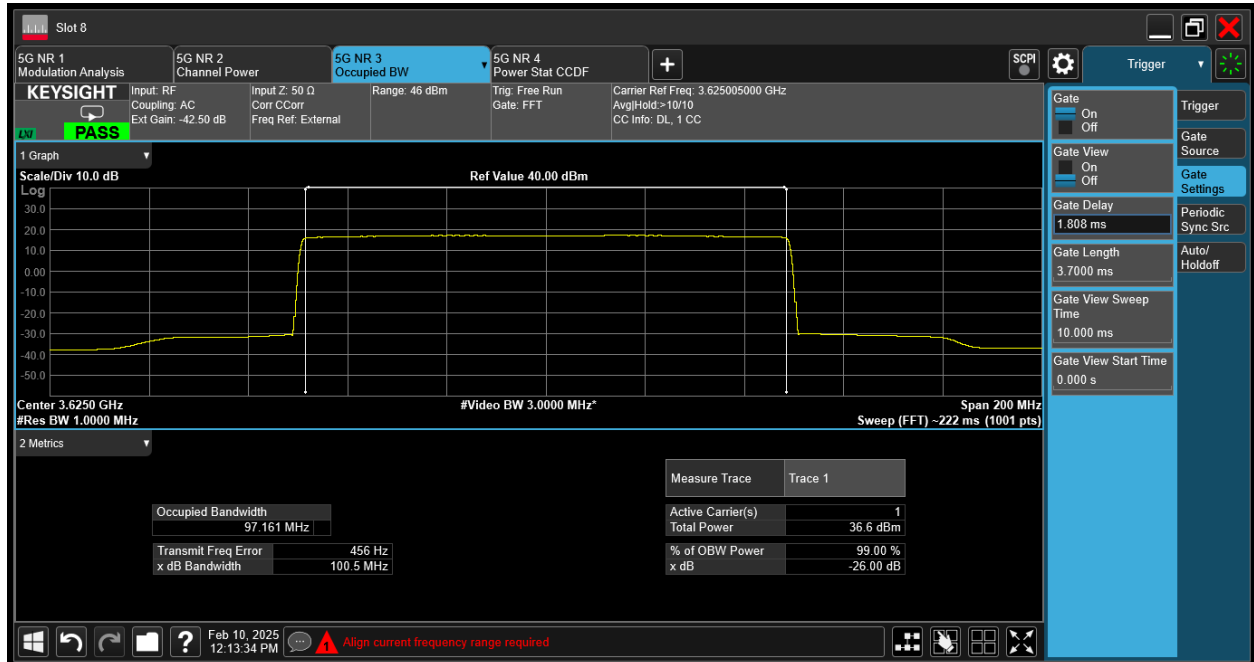 Slot 8
5G NR 1
Modulation Analysis
5G NR 2
Channel Power
5G NR 3
Occupied BW
5G NR 4
Power Stat CCDF
SCPI
Trigger
KEYSIGHT
LXI
PASS
Input: RF
Coupling: AC
Ext Gain: -42.50 dB
Input Z: 50 Ω
Corr CCorr
Freq Ref: External
Range: 46 dBm
Trig: Free Run
Gate: FFT
Carrier Ref Freq: 3.625005000 GHz
Avg|Hold:>10/10
CC Info: DL, 1 CC
1 Graph
Scale/Div 10.0 dB
Ref Value 40.00 dBm
Log
30.0
20.0
10.0
0.00
-10.0
-20.0
-30.0
-40.0
-50.0
Center 3.6250 GHz
#Video BW 3.0000 MHz*
Span 200 MHz
#Res BW 1.0000 MHz
Sweep (FFT) ~222 ms (1001 pts)
2 Metrics
Measure Trace
Trace 1
Occupied Bandwidth
97.161 MHz
Active Carrier(s)
1
Total Power
36.6 dBm
Transmit Freq Error
456 Hz
x dB Bandwidth
100.5 MHz
% of OBW Power
99.00 %
x dB
-26.00 dB
Gate
On
Off
Gate View
On
Off
Gate Delay
1.808 ms
Gate Length
3.7000 ms
Gate View Sweep
Time
10.000 ms
Gate View Start Time
0.000 s
Trigger
Gate
Source
Gate
Settings
Periodic
Sync Src
Auto/
Holdoff
?
Feb 10, 2025
12:13:34 PM
1
Align current frequency range required